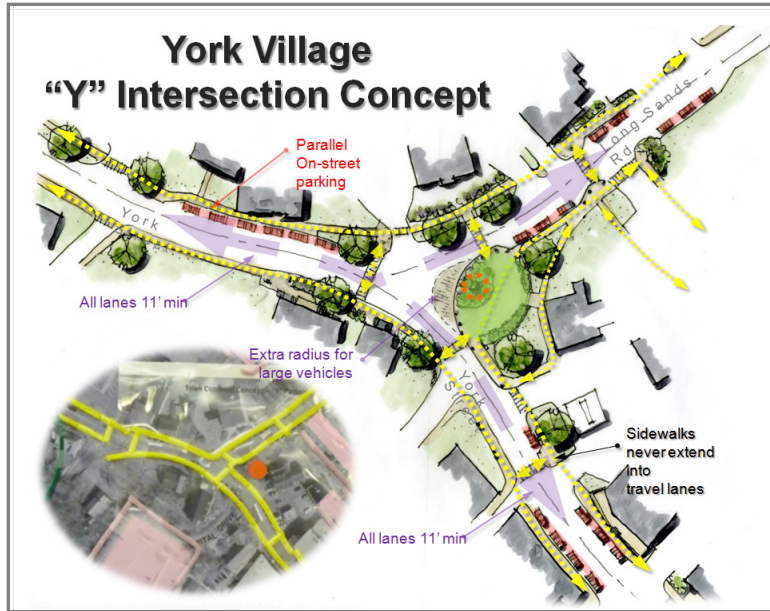 York Village
“Y” Intersection Concept
Parallel
On-street
parking
Long Sands
Rd
York
All lanes 11’ min
Extra radius for
large vehicles
York
Street
Sidewalks
never extend
into
travel lanes
All lanes 11’ min